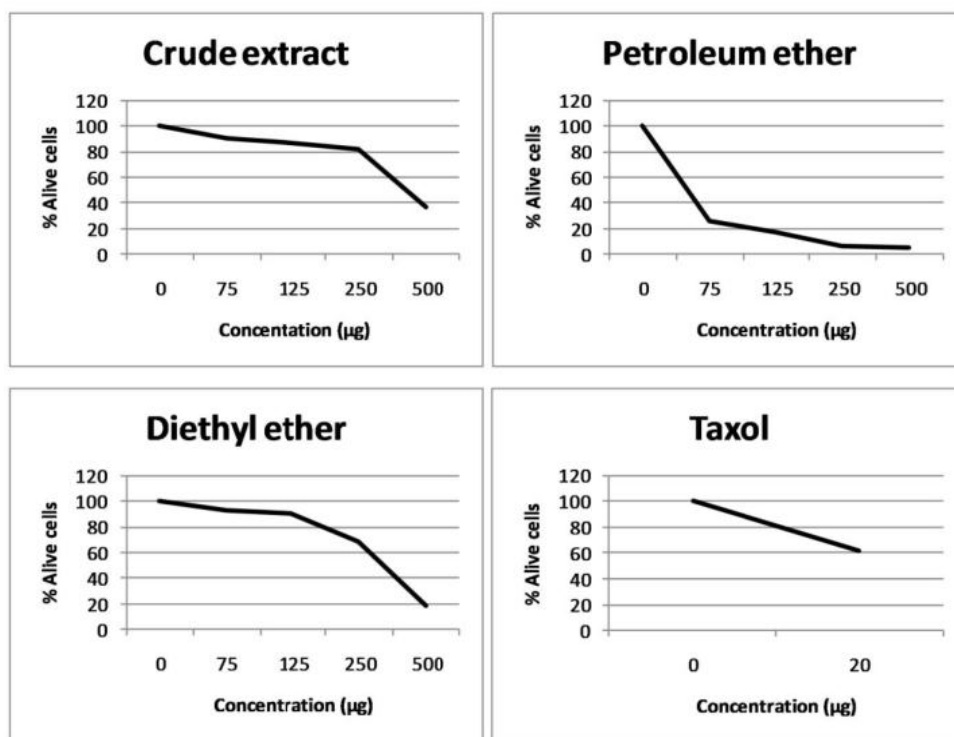 Crude extract
% Alive cells
120
100
80
60
40
20
0
0 75 125 250 500
Concentation (µg)
Petroleum ether
% Alive cells
120
100
80
60
40
20
0
0 75 125 250 500
Concentration (µg)
Diethyl ether
% Alive cells
120
100
80
60
40
20
0
0 75 125 250 500
Concentration (µg)
Taxol
% Alive cells
120
100
80
60
40
20
0
0 20
Concentration (µg)